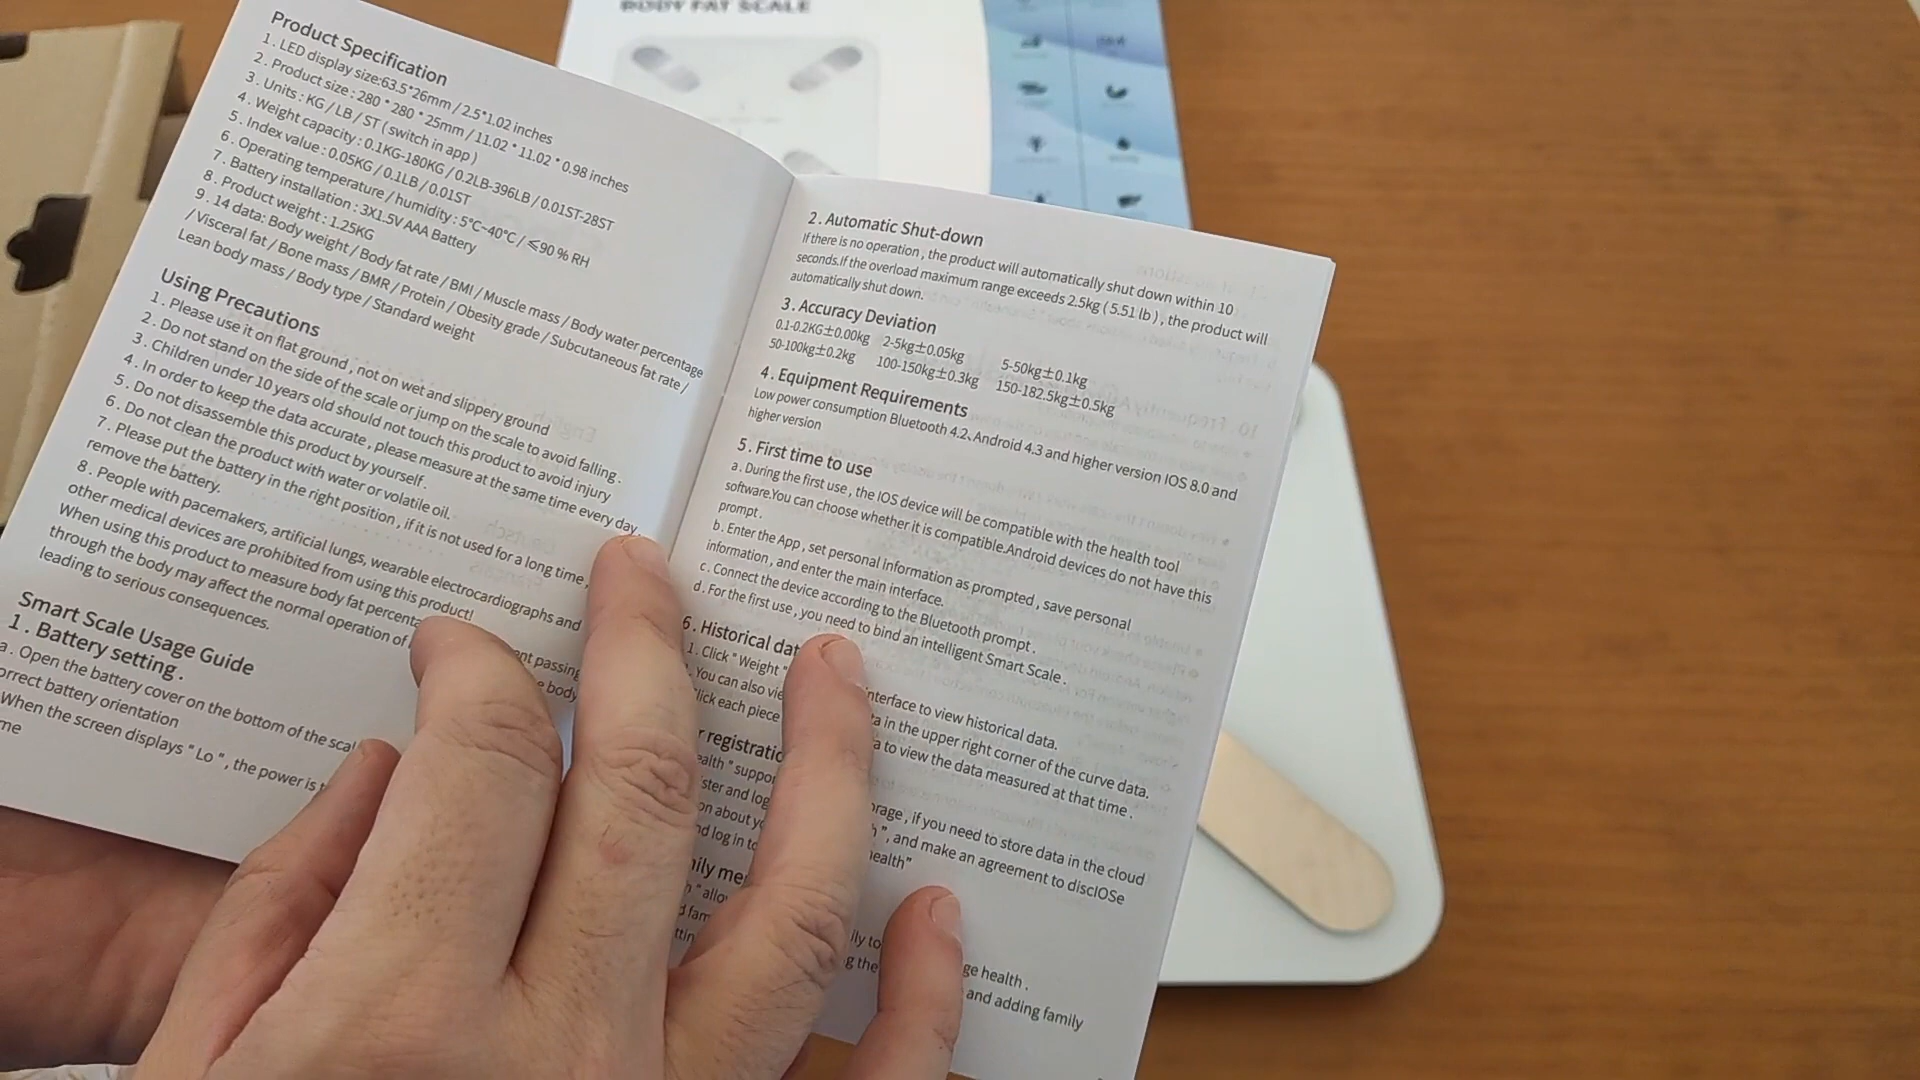 BODY FAT SCALE
Product Specification
1. LED display size:63.5*26mm / 2.5*1.02 inches
2. Product size : 280 * 280 * 25mm / 11.02 * 11.02 * 0.98 inches
3. Units : KG / LB / ST ( switch in app )
4. Weight capacity : 0.1KG-180KG / 0.2LB-396LB / 0.01ST-28ST
5. Index value : 0.05KG / 0.1LB / 0.01ST
6. Operating temperature / humidity : 5℃~40℃ / ≤90 % RH
7. Battery installation : 3X1.5V AAA Battery
8. Product weight : 1.25KG
9. 14 data: Body weight / Body fat rate / BMI / Muscle mass / Body water percentage
/ Visceral fat / Bone mass / BMR / Protein / Obesity grade / Subcutaneous fat rate /
Lean body mass / Body type / Standard weight
Using Precautions
1. Please use it on flat ground , not on wet and slippery ground
2. Do not stand on the side of the scale or jump on the scale to avoid falling.
3. Children under 10 years old should not touch this product to avoid injury
4. In order to keep the data accurate , please measure at the same time every day.
5. Do not disassemble this product by yourself.
6. Do not clean the product with water or volatile oil.
7. Please put the battery in the right position , if it is not used for a long time ,
remove the battery.
8. People with pacemakers, artificial lungs, wearable electrocardiographs and
other medical devices are prohibited from using this product!
When using this product to measure body fat percenta ent passing
through the body may affect the normal operation of e body
leading to serious consequences.
Smart Scale Usage Guide
1. Battery setting .
a. Open the battery cover on the bottom of the scal
orrect battery orientation
When the screen displays " Lo ", the power is t
me
2. Automatic Shut-down
If there is no operation , the product will automatically shut down within 10
seconds.If the overload maximum range exceeds 2.5kg ( 5.51 lb ) , the product will
automatically shut down.
3. Accuracy Deviation
0.1-0.2KG±0.00kg 2-5kg±0.05kg 5-50kg±0.1kg
50-100kg±0.2kg 100-150kg±0.3kg 150-182.5kg±0.5kg
4. Equipment Requirements
Low power consumption Bluetooth 4.2、Android 4.3 and higher version IOS 8.0 and
higher version
5. First time to use
a. During the first use , the IOS device will be compatible with the health tool
software.You can choose whether it is compatible.Android devices do not have this
prompt.
b. Enter the App , set personal information as prompted , save personal
information , and enter the main interface.
c. Connect the device according to the Bluetooth prompt .
d. For the first use , you need to bind an intelligent Smart Scale .
6. Historical dat
1. Click " Weight " interface to view historical data.
. You can also vie ta in the upper right corner of the curve data.
lick each piece a to view the data measured at that time .
r registratio
ealth " suppor orage , if you need to store data in the cloud
ster and log h ", and make an agreement to discIOSe
on about yo ealth"
nd log in to
mily me
h " allo ily to ge health .
d fam g the and adding family
ttin